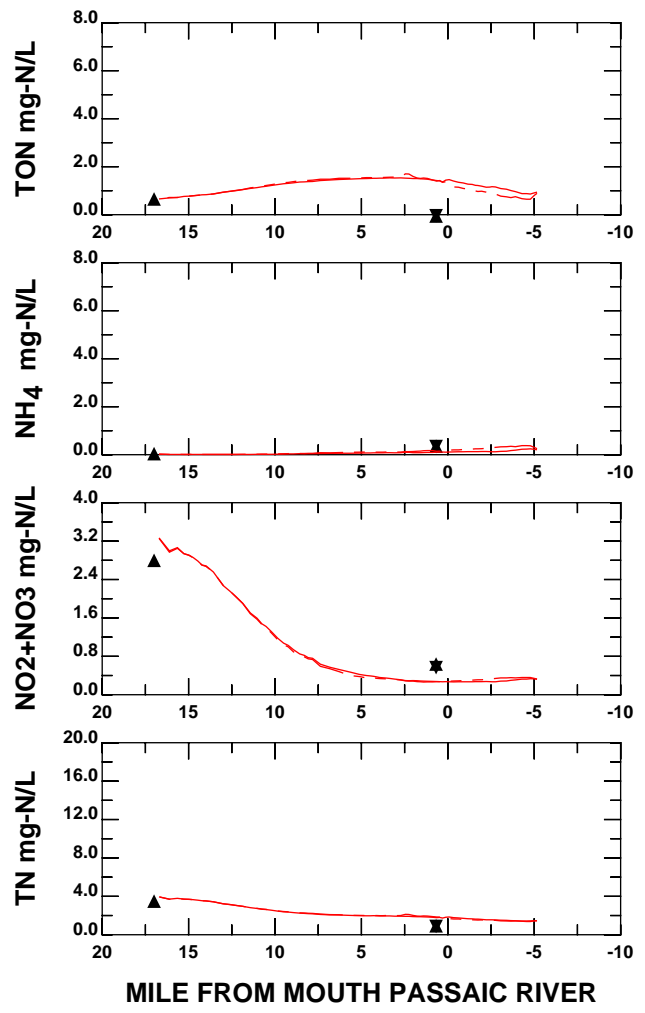 TON mg-N/L
8.0
6.0
4.0
2.0
0.0
20 15 10 5 0 -5 -10
NH4 mg-N/L
8.0
6.0
4.0
2.0
0.0
20 15 10 5 0 -5 -10
NO2+NO3 mg-N/L
4.0
3.2
2.4
1.6
0.8
0.0
20 15 10 5 0 -5 -10
TN mg-N/L
20.0
16.0
12.0
8.0
4.0
0.0
20 15 10 5 0 -5 -10
MILE FROM MOUTH PASSAIC RIVER